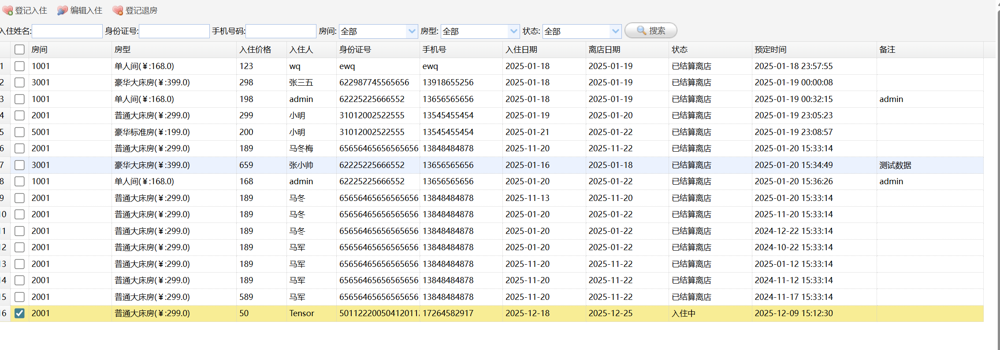 登记入住 编辑入住 登记退房
入住姓名: 身份证号: 手机号码: 房间: 全部 房型: 全部 状态: 全部 搜索
房间 房型 入住价格 入住人 身份证号 手机号 入住日期 离店日期 状态 预定时间 备注
1 1001 单人间(¥:168.0) 123 wq ewq ewq 2025-01-18 2025-01-19 已结算离店 2025-01-18 23:57:55
2 3001 豪华大床房(¥:399.0) 298 张三五 622987745565656 13918655256 2025-01-18 2025-01-19 已结算离店 2025-01-19 00:00:08
3 1001 单人间(¥:168.0) 198 admin 62225225666552 13656565656 2025-01-18 2025-01-19 已结算离店 2025-01-19 00:32:15 admin
4 2001 普通大床房(¥:299.0) 299 小明 31012002522555 13545455454 2025-01-19 2025-01-20 已结算离店 2025-01-19 23:05:23
5 5001 豪华标准房(¥:199.0) 200 小明 31012002522555 13545455454 2025-01-21 2025-01-22 已结算离店 2025-01-19 23:08:57
6 2001 普通大床房(¥:299.0) 189 马冬梅 65656465656565656 13848484878 2025-11-20 2025-11-22 已结算离店 2025-01-20 15:33:14
7 3001 豪华大床房(¥:399.0) 659 张小帅 62225225666552 13656565656 2025-01-16 2025-01-18 已结算离店 2025-01-20 15:34:49 测试数据
8 1001 单人间(¥:168.0) 168 admin 62225225666552 13656565656 2025-01-20 2025-01-22 已结算离店 2025-01-20 15:36:26 admin
9 2001 普通大床房(¥:299.0) 189 马冬 65656465656565656 13848484878 2025-11-13 2025-11-20 已结算离店 2025-01-20 15:33:14
10 2001 普通大床房(¥:299.0) 189 马冬 65656465656565656 13848484878 2025-01-20 2025-01-22 已结算离店 2025-11-20 15:33:14
11 2001 普通大床房(¥:299.0) 189 马冬 65656465656565656 13848484878 2025-01-20 2025-01-22 已结算离店 2024-12-22 15:33:14
12 2001 普通大床房(¥:299.0) 189 马军 65656465656565656 13848484878 2025-01-20 2025-01-22 已结算离店 2024-10-22 15:33:14
13 2001 普通大床房(¥:299.0) 189 马军 65656465656565656 13848484878 2025-11-20 2025-11-22 已结算离店 2025-01-12 15:33:14
14 2001 普通大床房(¥:299.0) 189 马军 65656465656565656 13848484878 2025-11-20 2025-11-22 已结算离店 2024-11-12 15:33:14
15 2001 普通大床房(¥:299.0) 589 马军 65656465656565656 13848484878 2025-11-20 2025-11-22 已结算离店 2024-11-17 15:33:14
16 2001 普通大床房(¥:299.0) 50 Tensor 50112220050412011 17264582917 2025-12-18 2025-12-25 入住中 2025-12-09 15:12:30